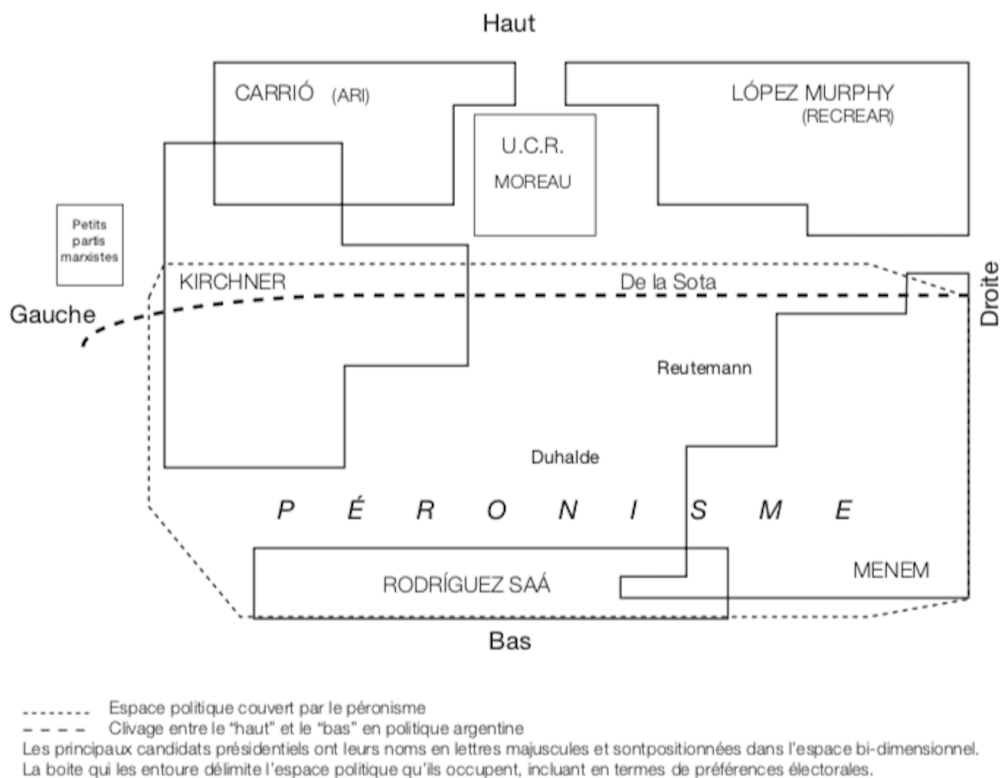 Haut
CARRIÓ (ARI)
LÓPEZ MURPHY
(RECREAR)
U.C.R.
MOREAU
Petits
partis
marxistes
KIRCHNER
De la Sota
Gauche
Droite
Reutemann
Duhalde
P É R O N I S M E
RODRÍGUEZ SAÁ
MENEM
Bas
Espace politique couvert par le péronisme
Clivage entre le "haut" et le "bas" en politique argentine
Les principaux candidats présidentiels ont leurs noms en lettres majuscules et sontpositionnées dans l'espace bi-dimensionnel.
La boite qui les entoure délimite l'espace politique qu'ils occupent, incluant en termes de préférences électorales.